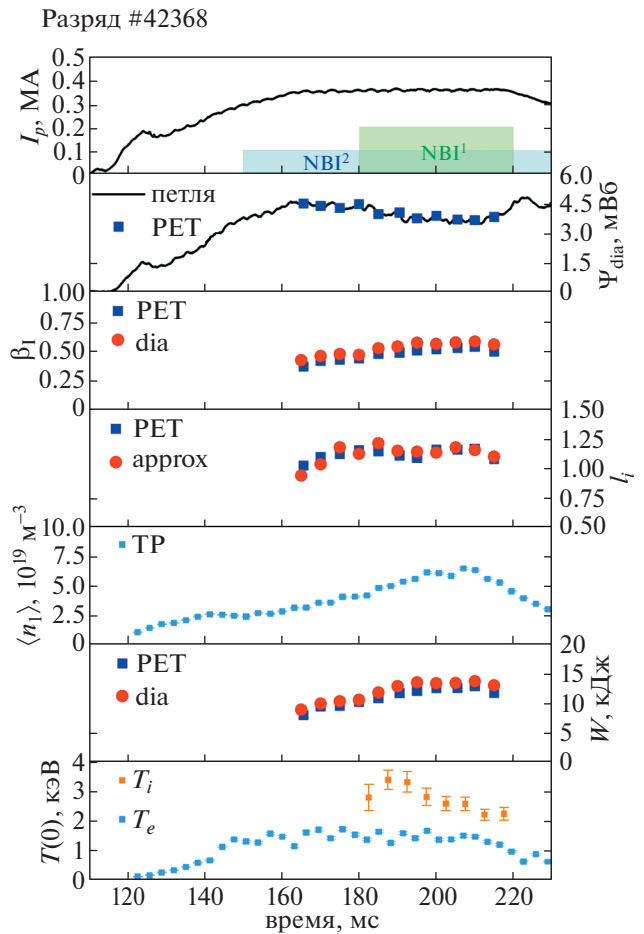 Разряд #42368
0.5
0.4
0.3
0.2
0.1
0
I_p, МА
NBI²
NBI¹
6.0
4.5
3.0
1.5
0
Ψ_dia, мВб
петля
PET
1.00
0.75
0.50
0.25
0
β_I
PET
dia
1.50
1.25
1.00
0.75
0.50
l_i
PET
approx
10.0
7.5
5.0
2.5
0
⟨n_1⟩, 10¹⁹ м⁻³
TP
20
15
10
5
0
W, кДж
PET
dia
4
3
2
1
0
T(0), кэВ
T_i
T_e
120 140 160 180 200 220
время, мс